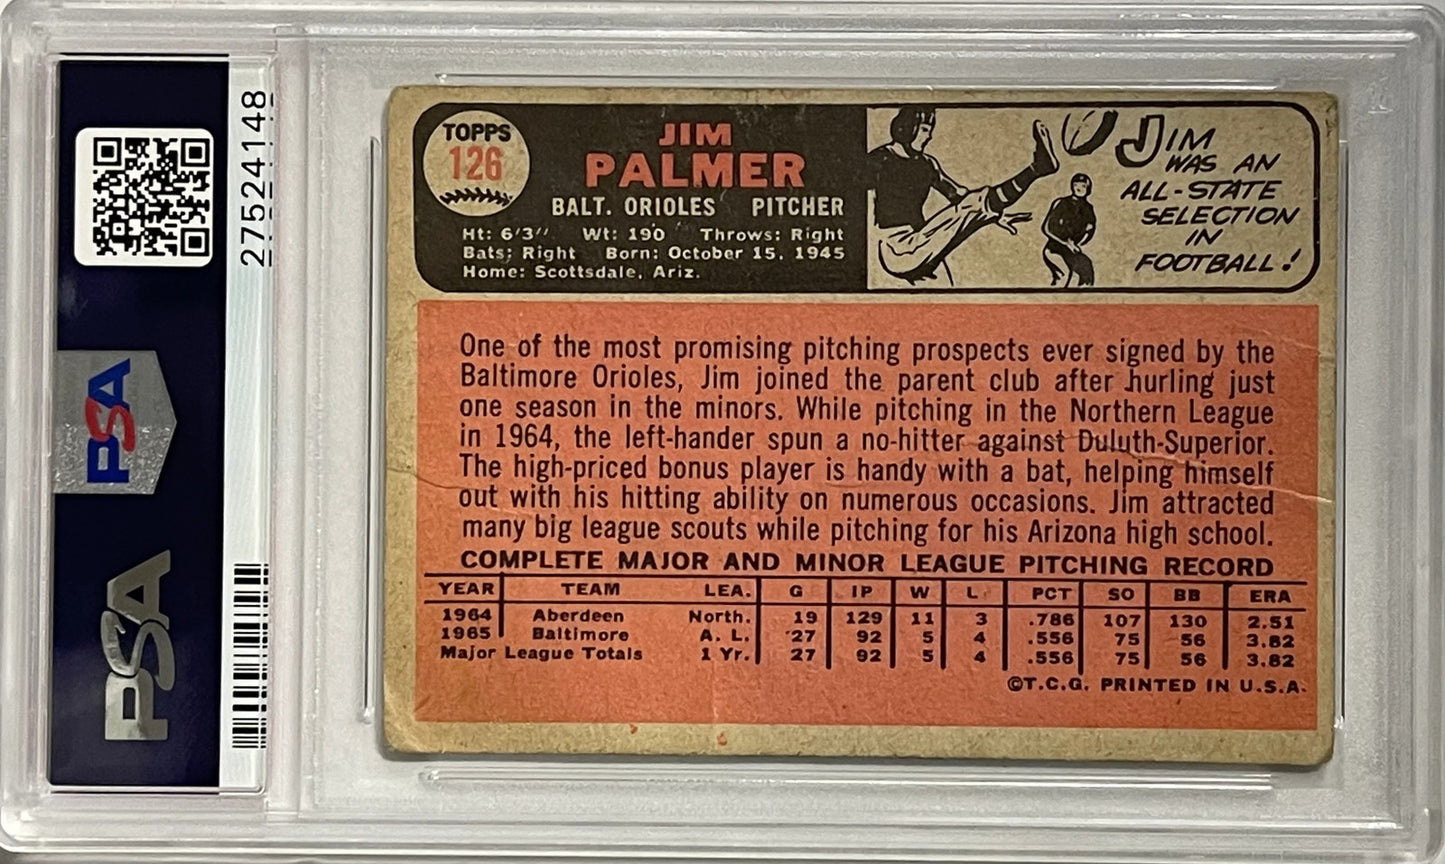 27524148
PSA
PSA
TOPPS
126
JIM
PALMER
BALT. ORIOLES PITCHER
Ht: 6'3" Wt: 190 Throws: Right
Bats: Right Born: October 15, 1945
Home: Scottsdale, Ariz.
JIM
WAS AN
ALL-STATE
SELECTION
IN
FOOTBALL!
One of the most promising pitching prospects ever signed by the
Baltimore Orioles, Jim joined the parent club after hurling just
one season in the minors. While pitching in the Northern League
in 1964, the left-hander spun a no-hitter against Duluth-Superior.
The high-priced bonus player is handy with a bat, helping himself
out with his hitting ability on numerous occasions. Jim attracted
many big league scouts while pitching for his Arizona high school.
COMPLETE MAJOR AND MINOR LEAGUE PITCHING RECORD
YEAR TEAM LEA. G IP W L PCT SO BB ERA
1964 Aberdeen North. 19 129 11 3 .786 107 130 2.51
1965 Baltimore A. L. 27 92 5 4 .556 75 56 3.82
Major League Totals 1 Yr. 27 92 5 4 .556 75 56 3.82
©T.C.G. PRINTED IN U.S.A.